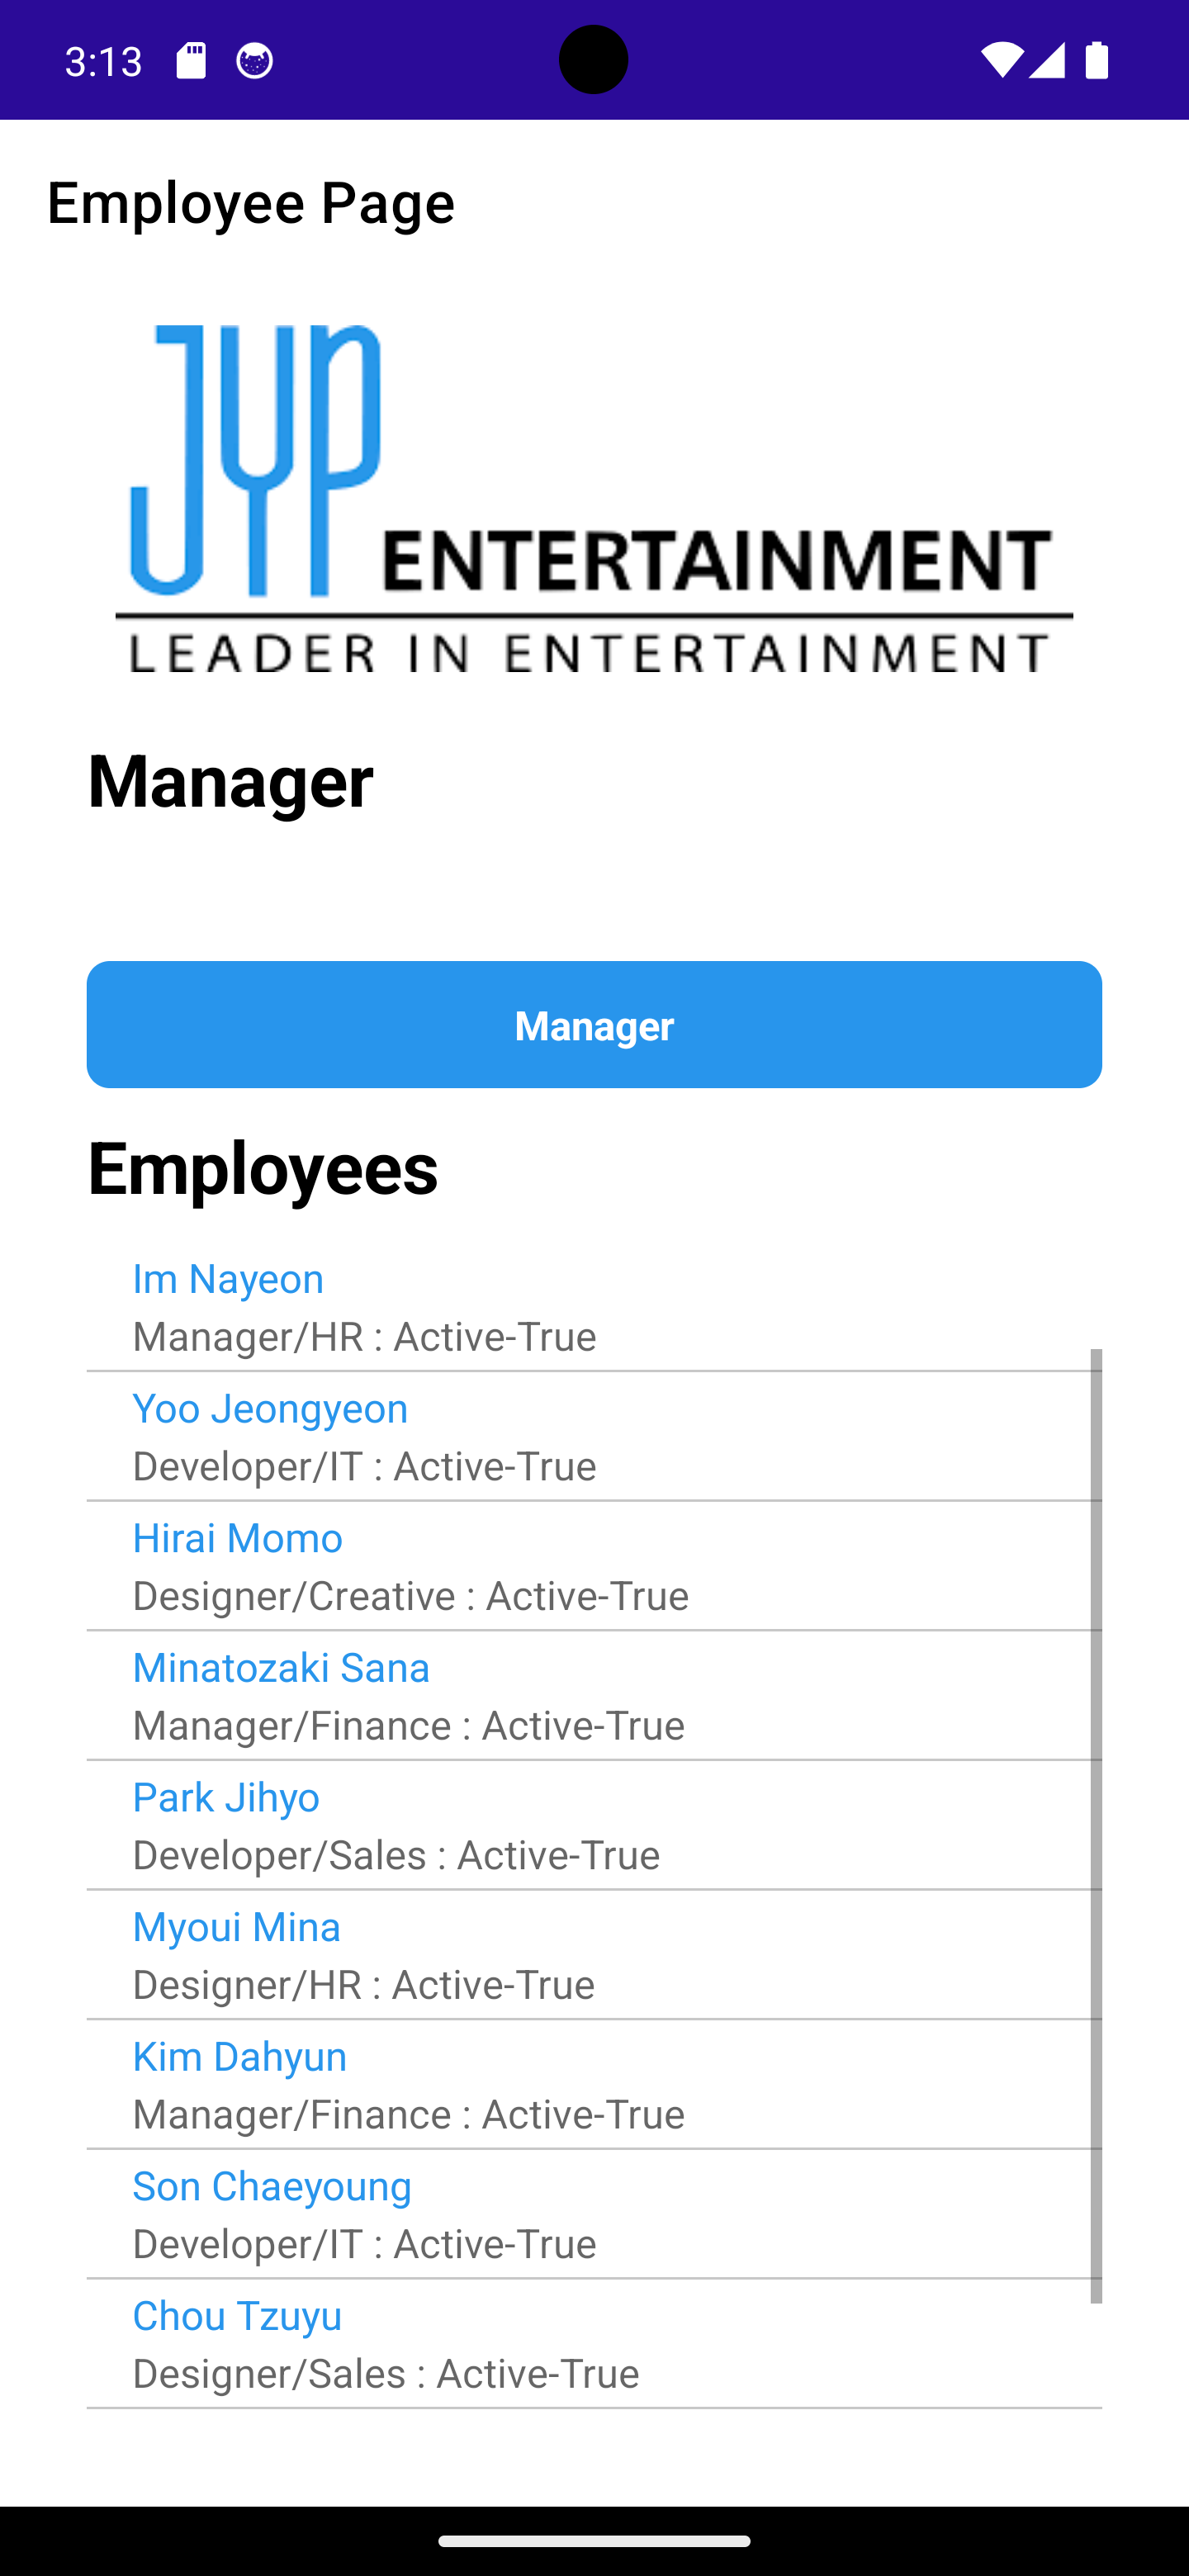 3:13
Employee Page
JYP ENTERTAINMENT
LEADER IN ENTERTAINMENT
Manager
Manager
Employees
Im Nayeon
Manager/HR : Active-True
Yoo Jeongyeon
Developer/IT : Active-True
Hirai Momo
Designer/Creative : Active-True
Minatozaki Sana
Manager/Finance : Active-True
Park Jihyo
Developer/Sales : Active-True
Myoui Mina
Designer/HR : Active-True
Kim Dahyun
Manager/Finance : Active-True
Son Chaeyoung
Developer/IT : Active-True
Chou Tzuyu
Designer/Sales : Active-True